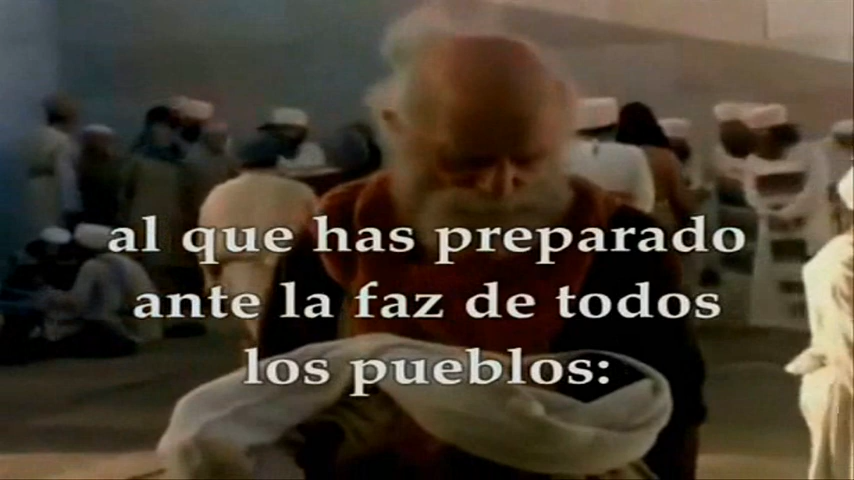 al que has preparado
ante la faz de todos
los pueblos: